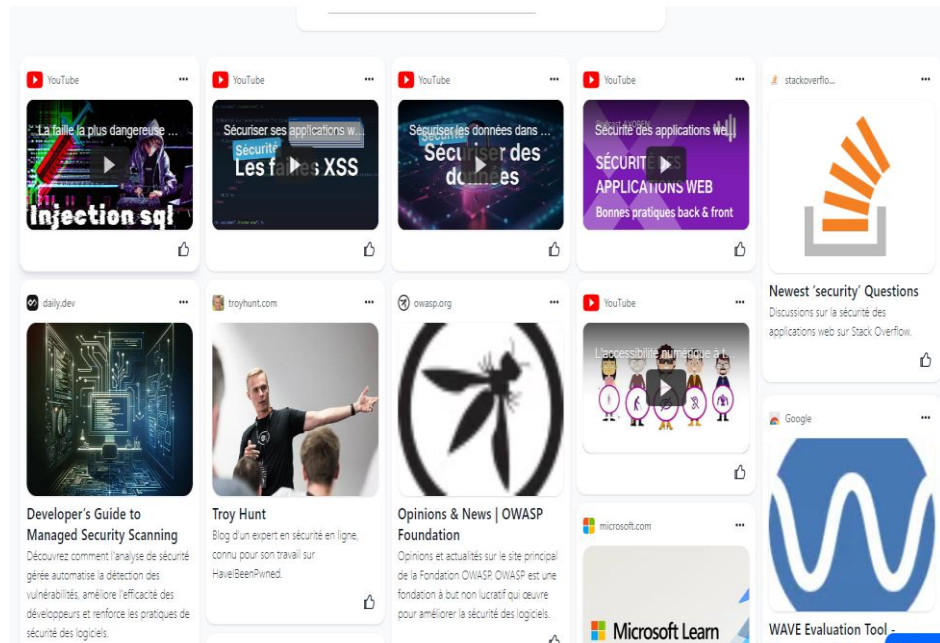 YouTube
La faille la plus dangereuse ...
Injection sql
YouTube
Sécuriser ses applications w...
Sécurité
Les failles XSS
YouTube
Sécuriser les données dans ...
Sécurité
Sécuriser des
données
YouTube
Sécurité des applications We...
SÉCURITÉ DES
APPLICATIONS WEB
Bonnes pratiques back & front
stackoverflo...
Newest ‘security’ Questions
Discussions sur la sécurité des
applications web sur Stack Overflow.
daily.dev
Developer’s Guide to
Managed Security Scanning
Découvrez comment l'analyse de sécurité
gérée automatise la détection des
vulnérabilités, améliore l'efficacité des
développeurs et renforce les pratiques de
sécurité des logiciels.
troyhunt.com
Troy Hunt
Blog d'un expert en sécurité en ligne,
connu pour son travail sur
HaveIBeenPwned.
owasp.org
Opinions & News | OWASP
Foundation
Opinions et actualités sur le site principal
de la Fondation OWASP. OWASP est une
fondation à but non lucratif qui œuvre
pour améliorer la sécurité des logiciels.
YouTube
L'accessibilité numérique à t...
microsoft.com
Microsoft Learn
Google
WAVE Evaluation Tool -